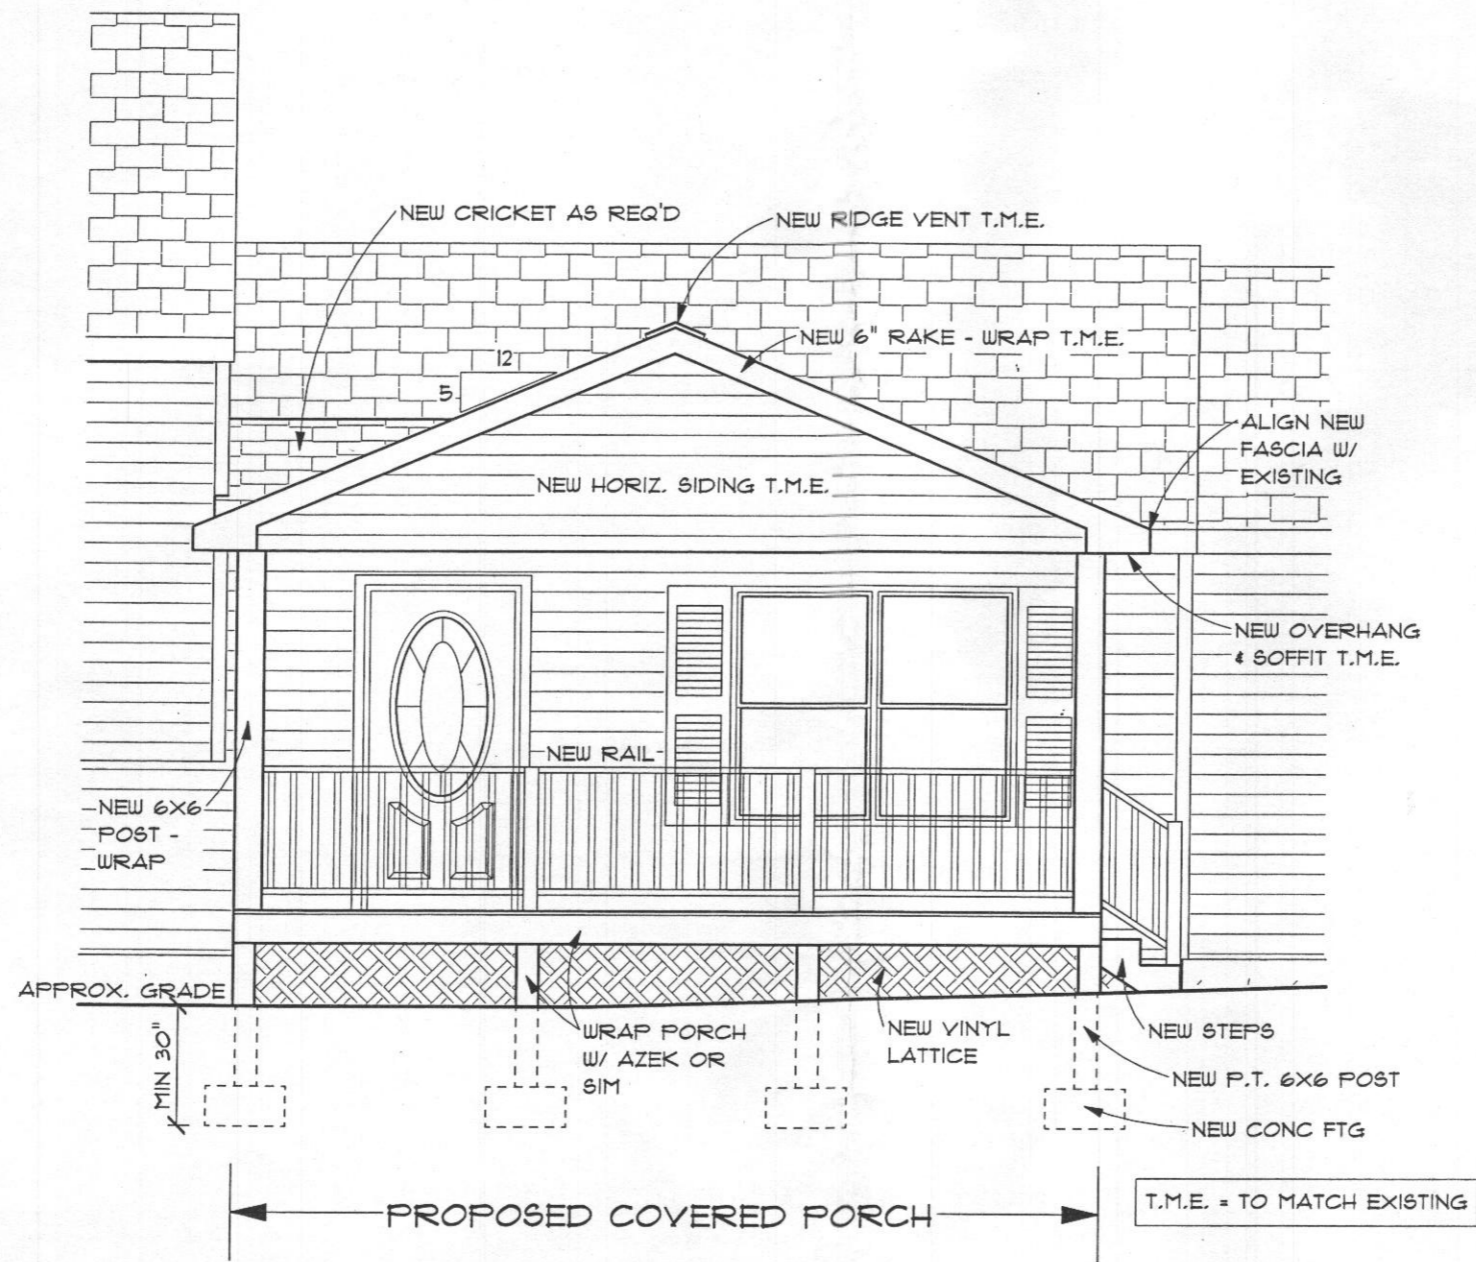 NEW CRICKET AS REQ'D
NEW RIDGE VENT T.M.E.
NEW 6" RAKE - WRAP T.M.E.
12
5
ALIGN NEW
FASCIA W/
EXISTING
NEW HORIZ. SIDING T.M.E.
NEW OVERHANG
& SOFFIT T.M.E.
NEW RAIL
NEW 6X6
POST -
WRAP
APPROX. GRADE
MIN 30"
WRAP PORCH
W/ AZEK OR
SIM
NEW VINYL
LATTICE
NEW STEPS
NEW P.T. 6X6 POST
NEW CONC FTG
PROPOSED COVERED PORCH
T.M.E. = TO MATCH EXISTING